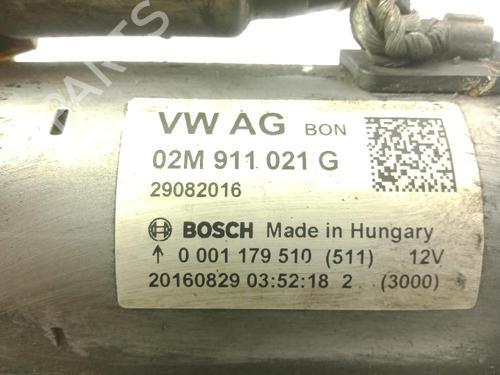 VW AG BON
02M 911 021 G
29082016
BOSCH Made in Hungary
↑ 0 001 179 510 (511) 12V
20160829 03:52:18 2 (3000)
PARTS